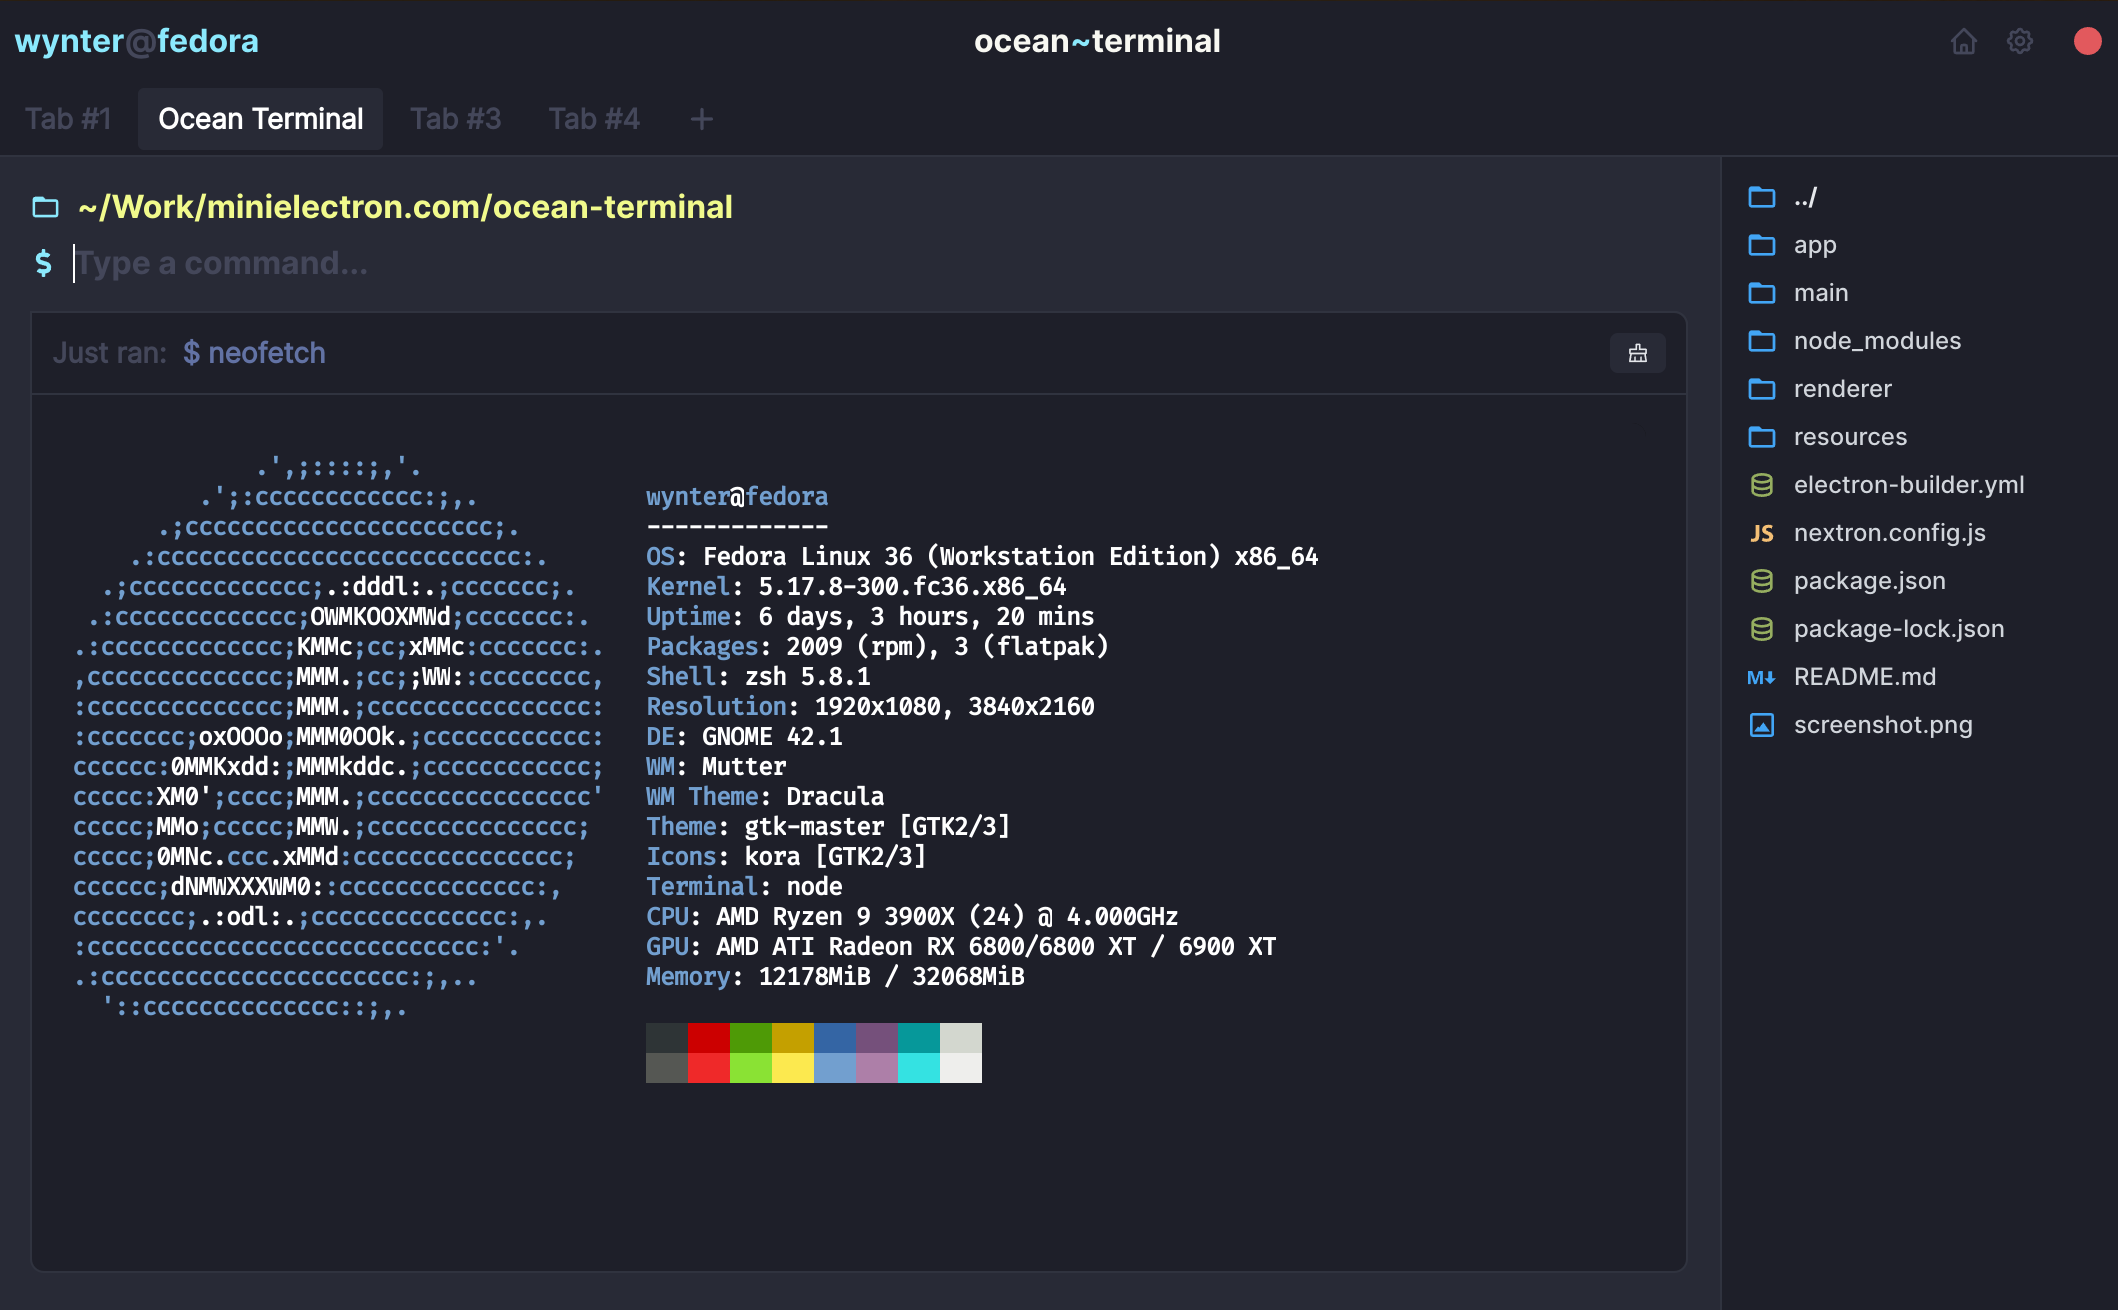 wynter@fedora
ocean~terminal
Tab #1
Ocean Terminal
Tab #3
Tab #4
+
~/Work/minielectron.com/ocean-terminal
$ Type a command...
Just ran: $ neofetch
.',;::::;,'.
.';:cccccccccccc:;,.
.;cccccccccccccccccccccc;.
.:cccccccccccccccccccccccccc:.
.;ccccccccccccc;.:dddl:.;ccccccc;.
.:ccccccccccccc;OWMKOOXMWd;ccccccc:.
.:ccccccccccccc;KMMc;cc;xMMc:ccccccc:.
,cccccccccccccc;MMM.;cc;;WW::cccccccc,
:cccccccccccccc;MMM.;cccccccccccccccc:
:ccccccc;oxOOOo;MMM0OOk.;cccccccccccc:
cccccc:0MMKxdd:;MMMkddc.;cccccccccccc;
ccccc:XM0';cccc;MMM.;cccccccccccccccc'
ccccc;MMo;ccccc;MMW.;ccccccccccccccc;
ccccc;0MNc.ccc.xMMd:ccccccccccccccc;
cccccc;dNMWXXXWM0::cccccccccccccc:,
cccccccc;.:odl:.;cccccccccccccc:,.
:cccccccccccccccccccccccccccc:'.
.:cccccccccccccccccccccc:;,..
'::cccccccccccccc::;,.
wynter@fedora
-------------
OS: Fedora Linux 36 (Workstation Edition) x86_64
Kernel: 5.17.8-300.fc36.x86_64
Uptime: 6 days, 3 hours, 20 mins
Packages: 2009 (rpm), 3 (flatpak)
Shell: zsh 5.8.1
Resolution: 1920x1080, 3840x2160
DE: GNOME 42.1
WM: Mutter
WM Theme: Dracula
Theme: gtk-master [GTK2/3]
Icons: kora [GTK2/3]
Terminal: node
CPU: AMD Ryzen 9 3900X (24) @ 4.000GHz
GPU: AMD ATI Radeon RX 6800/6800 XT / 6900 XT
Memory: 12178MiB / 32068MiB
../
app
main
node_modules
renderer
resources
electron-builder.yml
JS nextron.config.js
package.json
package-lock.json
M README.md
screenshot.png